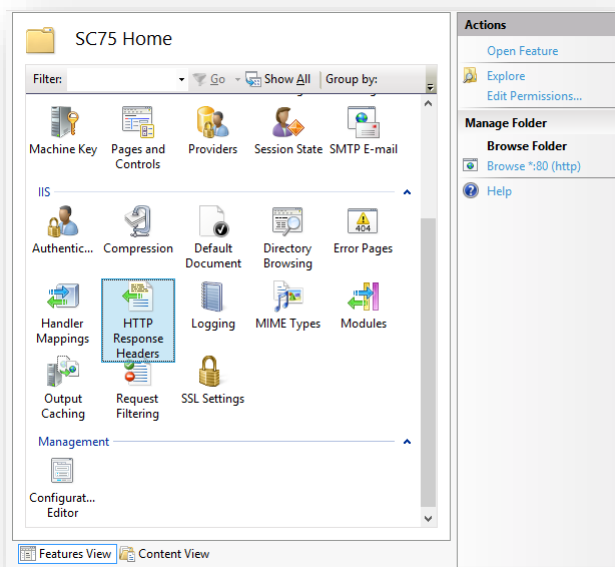 SC75 Home
Filter:
Go
Show All
Group by:
Machine Key
Pages and
Controls
Providers
Session State
SMTP E-mail
IIS
Authentic...
Compression
Default
Document
Directory
Browsing
404
Error Pages
Handler
Mappings
HTTP
Response
Headers
Logging
MIME Types
Modules
Output
Caching
Request
Filtering
SSL Settings
Management
Configurat...
Editor
Features View
Content View
Actions
Open Feature
Explore
Edit Permissions...
Manage Folder
Browse Folder
Browse *:80 (http)
Help